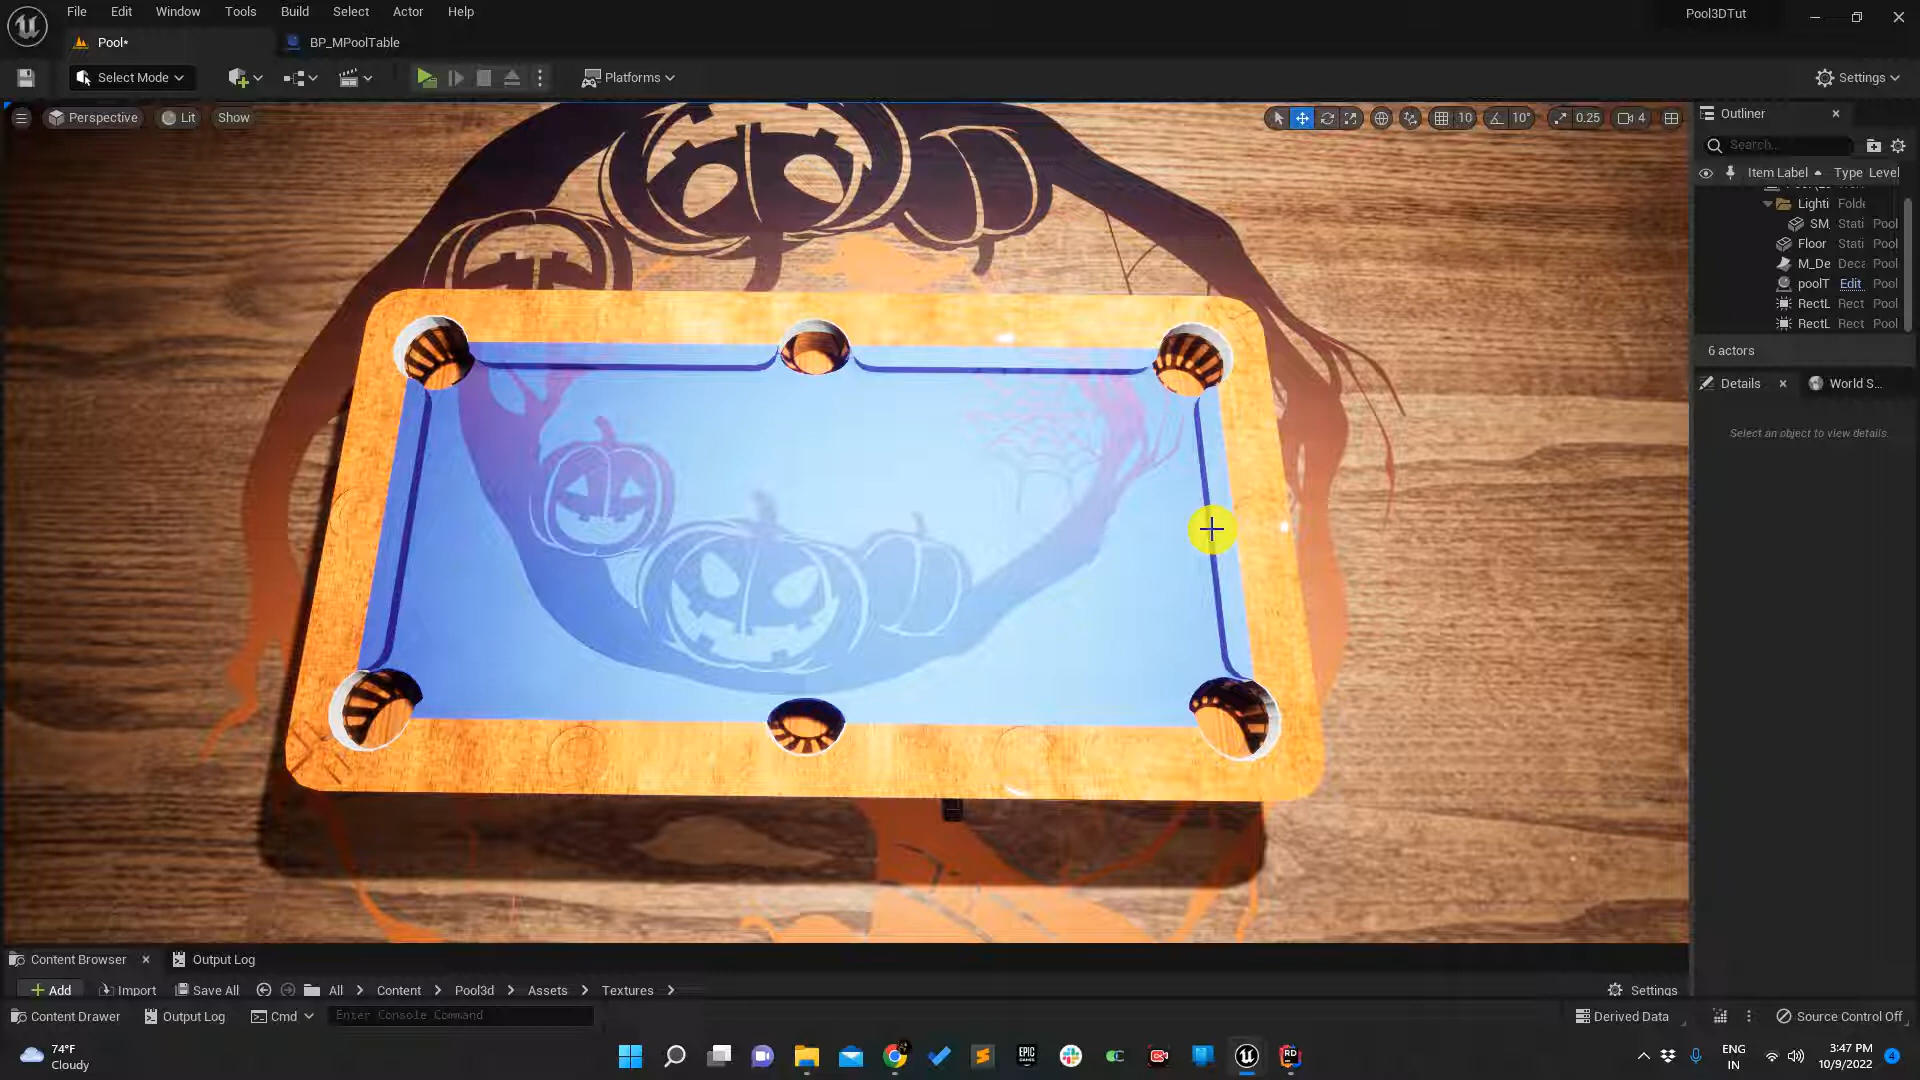 File Edit Window Tools Build Select Actor Help
Pool3DTut
Pool*
BP_MPoolTable
Select Mode
Platforms
Settings
Perspective
Lit
Show
10
10°
0.25
4
Outliner
Search...
Item Label Type Level
Lighti Folde
SM_ Stati Pool
Floor Stati Pool
M_De Deca Pool
poolT Edit Pool
RectL Rect Pool
RectL Rect Pool
6 actors
Details
World S...
Select an object to view details.
Content Browser
Output Log
Add
Import
Save All
All
Content
Pool3d
Assets
Textures
Settings
Content Drawer
Output Log
Cmd
Enter Console Command
Derived Data
Source Control Off
74°F
Cloudy
EPIC
GAMES
RD
ENG
IN
3:47 PM
10/9/2022
4